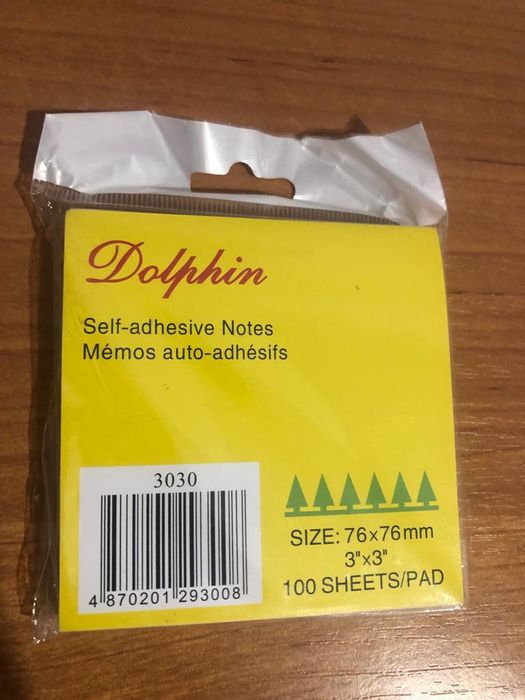 Dolphin
Self-adhesive Notes
Mémos auto-adhésifs
3030
4 870201 293008
SIZE: 76x76mm
3"x3"
100 SHEETS/PAD